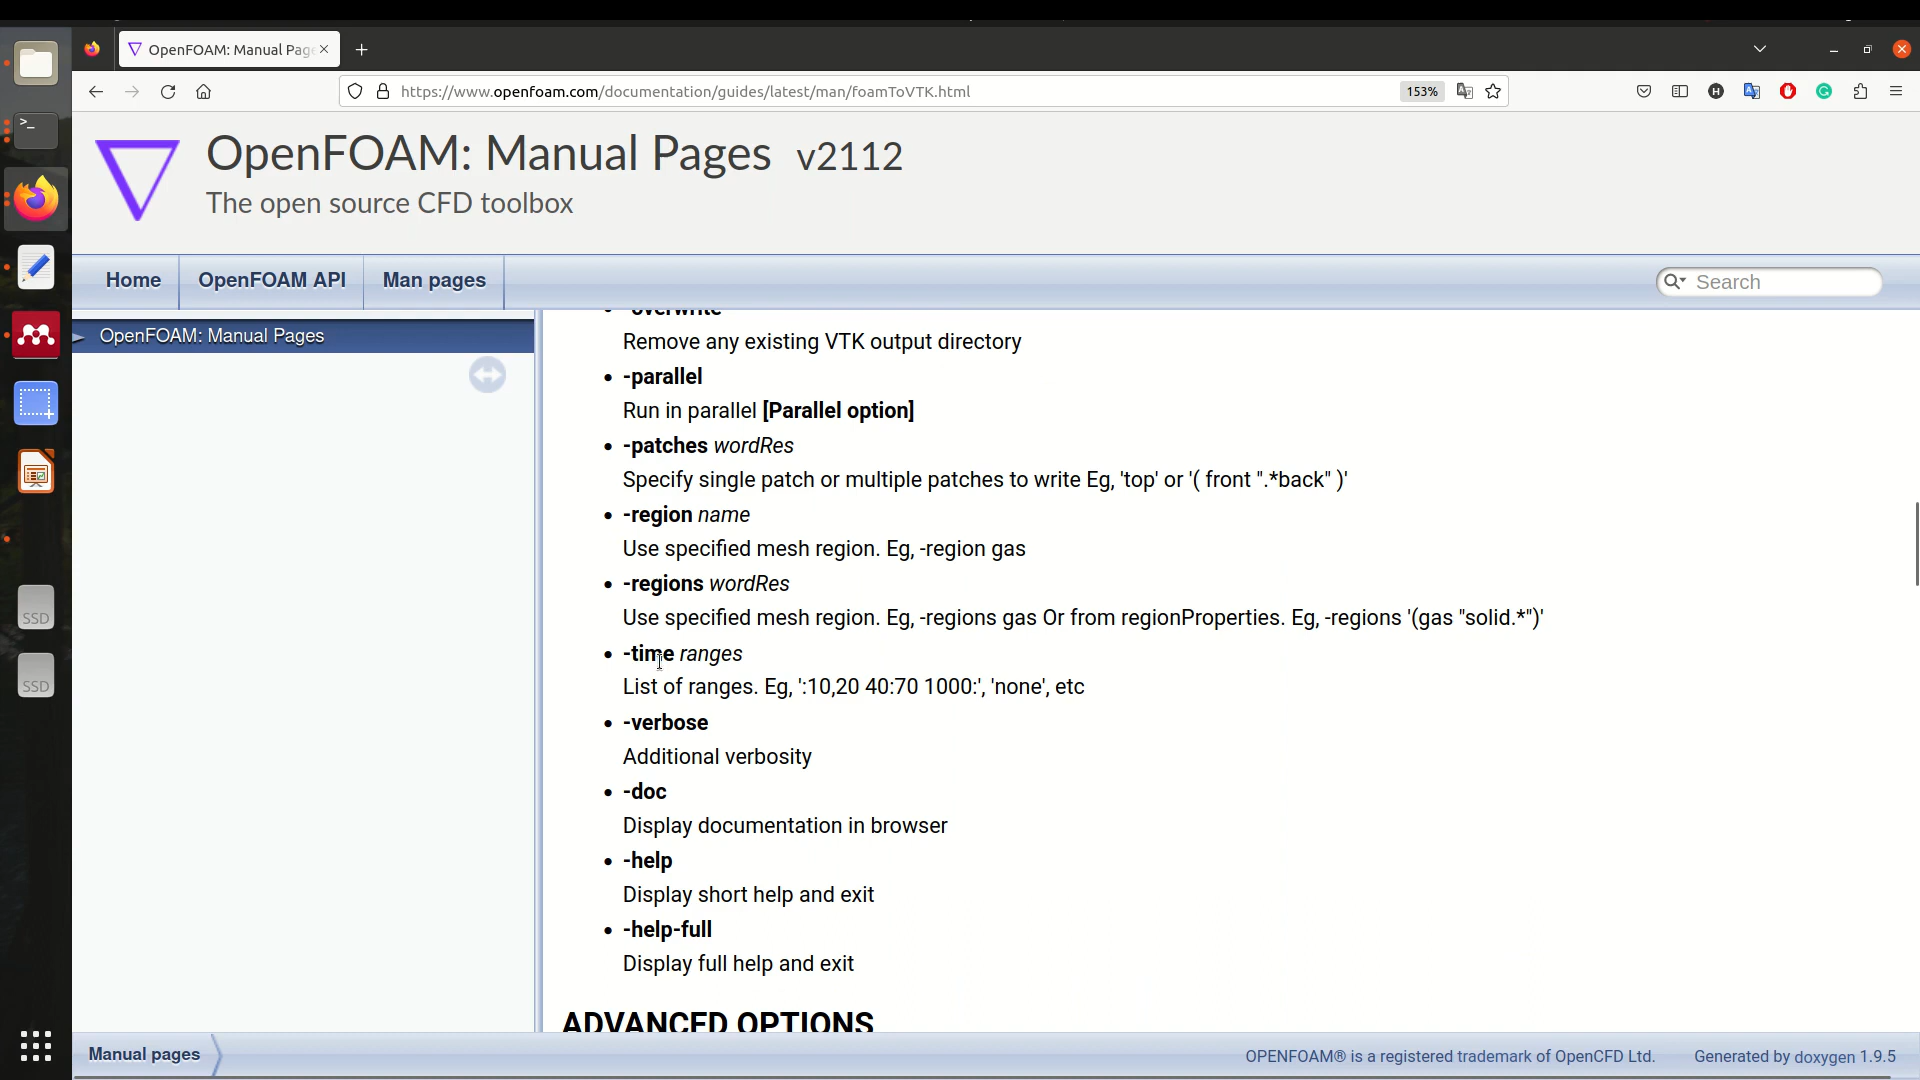 OpenFOAM: Manual Pag
https://www.openfoam.com/documentation/guides/latest/man/foamToVTK.html
153%
OpenFOAM: Manual Pages v2112
The open source CFD toolbox
Home
OpenFOAM API
Man pages
Search
OpenFOAM: Manual Pages
-overwrite
Remove any existing VTK output directory
-parallel
Run in parallel [Parallel option]
-patches wordRes
Specify single patch or multiple patches to write Eg, 'top' or '( front ".*back" )'
-region name
Use specified mesh region. Eg, -region gas
-regions wordRes
Use specified mesh region. Eg, -regions gas Or from regionProperties. Eg, -regions '(gas "solid.*")'
-time ranges
List of ranges. Eg, ':10,20 40:70 1000:', 'none', etc
-verbose
Additional verbosity
-doc
Display documentation in browser
-help
Display short help and exit
-help-full
Display full help and exit
ADVANCED OPTIONS
SSD
SSD
Manual pages
OPENFOAM® is a registered trademark of OpenCFD Ltd.
Generated by doxygen 1.9.5